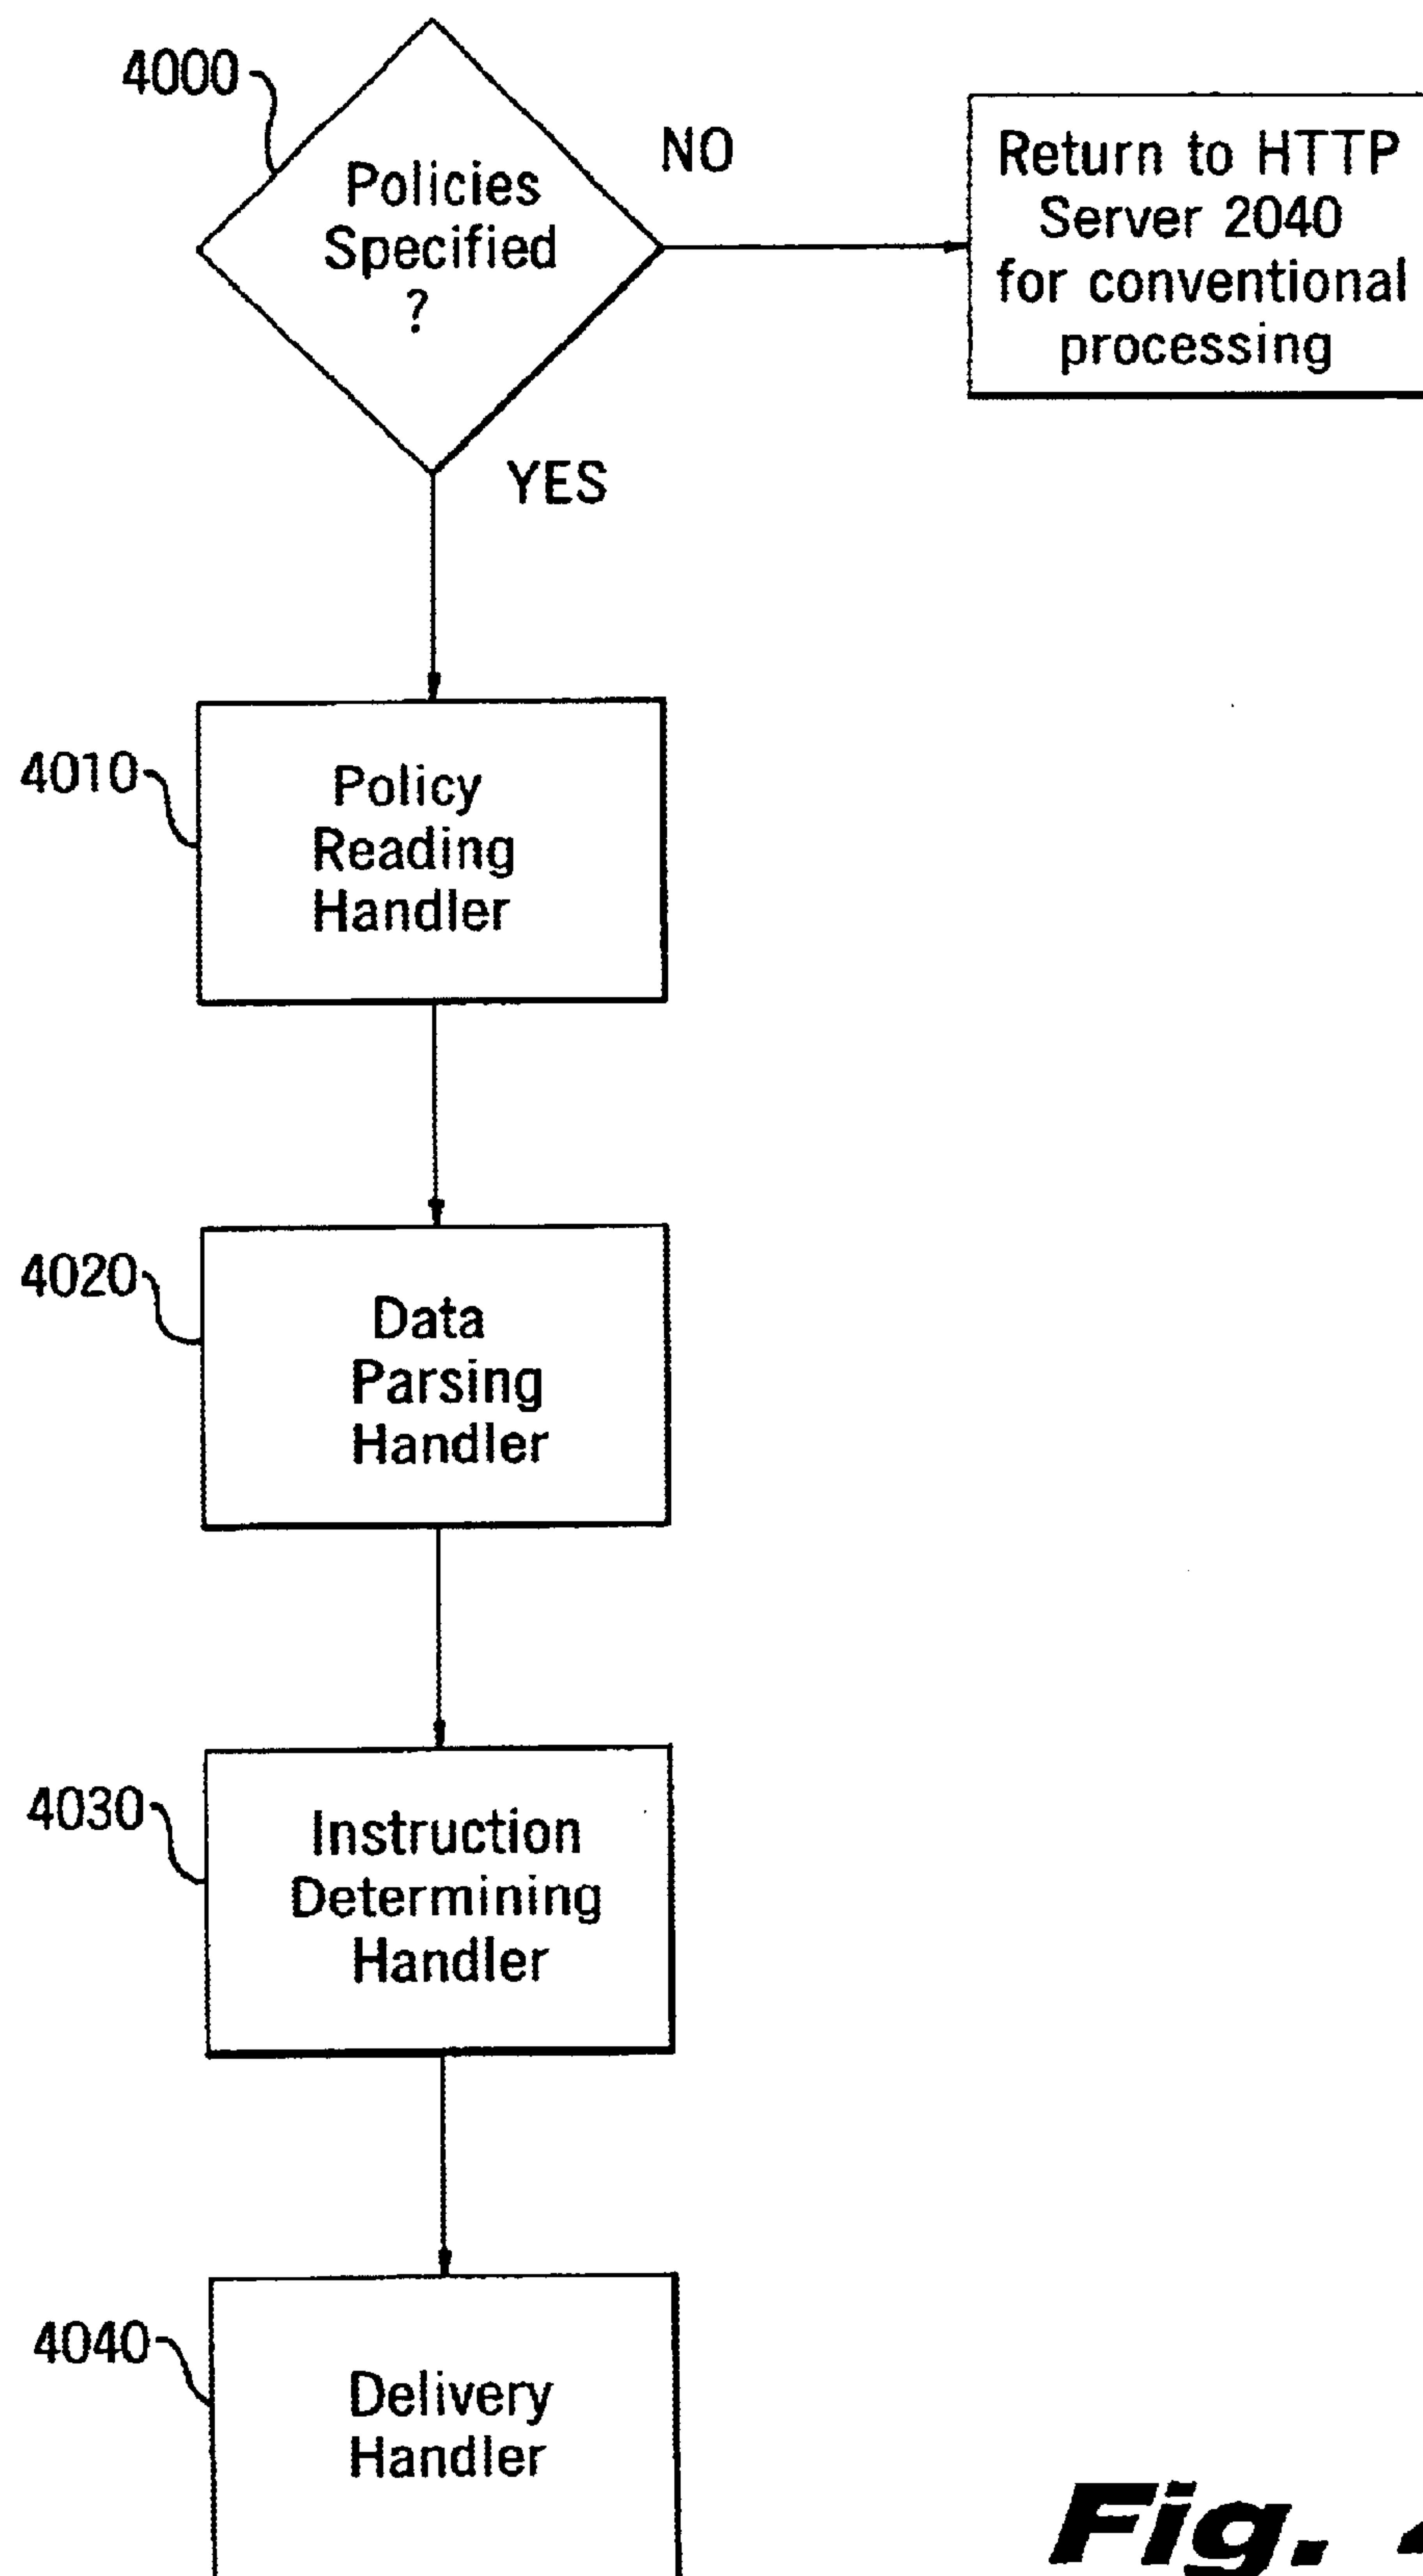 4000
Policies
Specified
?
NO
Return to HTTP
Server 2040
for conventional
processing
YES
4010
Policy
Reading
Handler
4020
Data
Parsing
Handler
4030
Instruction
Determining
Handler
4040
Delivery
Handler
Fig.